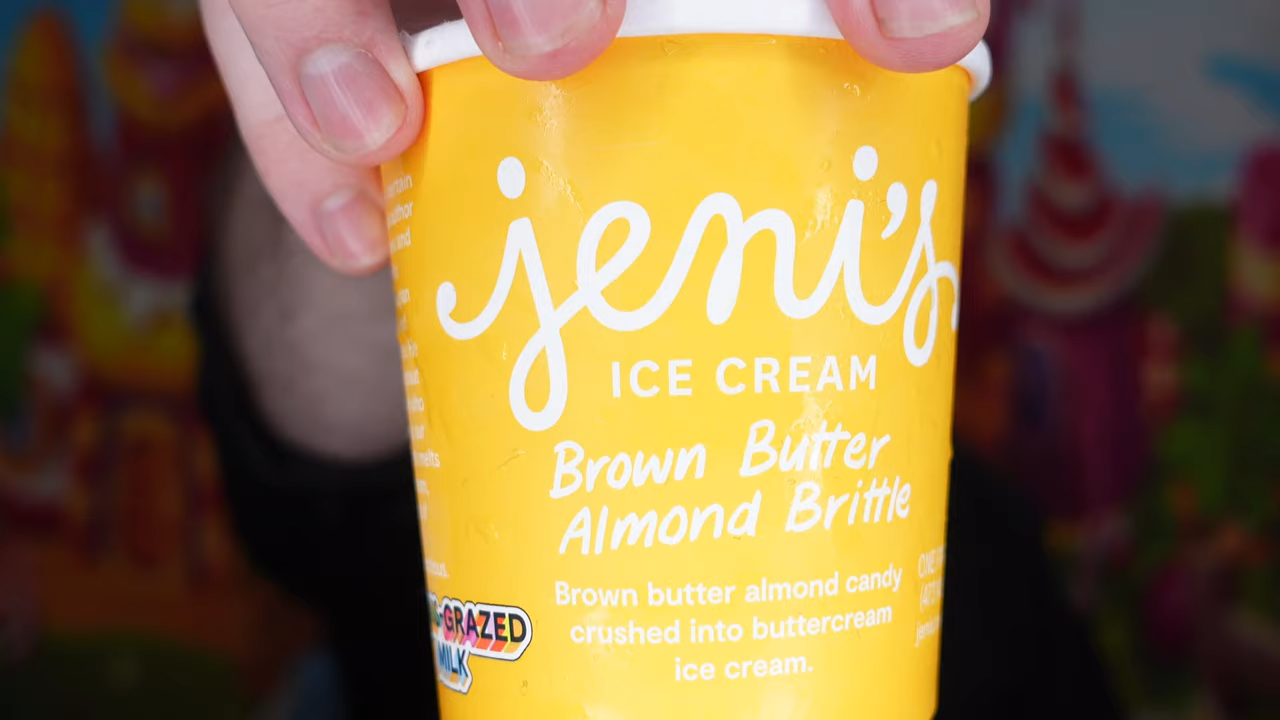 jeni's
ICE CREAM
Brown Butter
Almond Brittle
Brown butter almond candy
crushed into buttercream
ice cream.
GRAZED
MILK